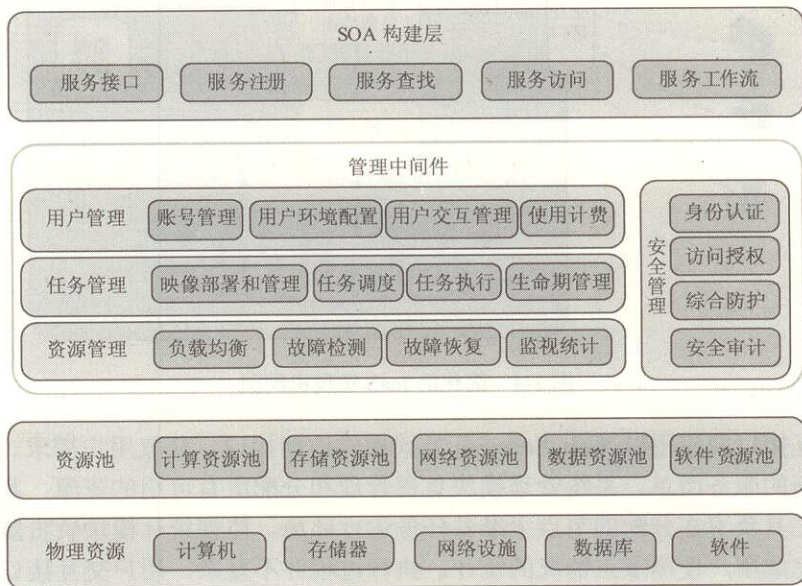 SOA 构建层
服务接口 服务注册 服务查找 服务访问 服务工作流
管理中间件
用户管理 账号管理 用户环境配置 用户交互管理 使用计费
任务管理 映像部署和管理 任务调度 任务执行 生命期管理
资源管理 负载均衡 故障检测 故障恢复 监视统计
安全管理
身份认证
访问授权
综合防护
安全审计
资源池 计算资源池 存储资源池 网络资源池 数据资源池 软件资源池
物理资源 计算机 存储器 网络设施 数据库 软件